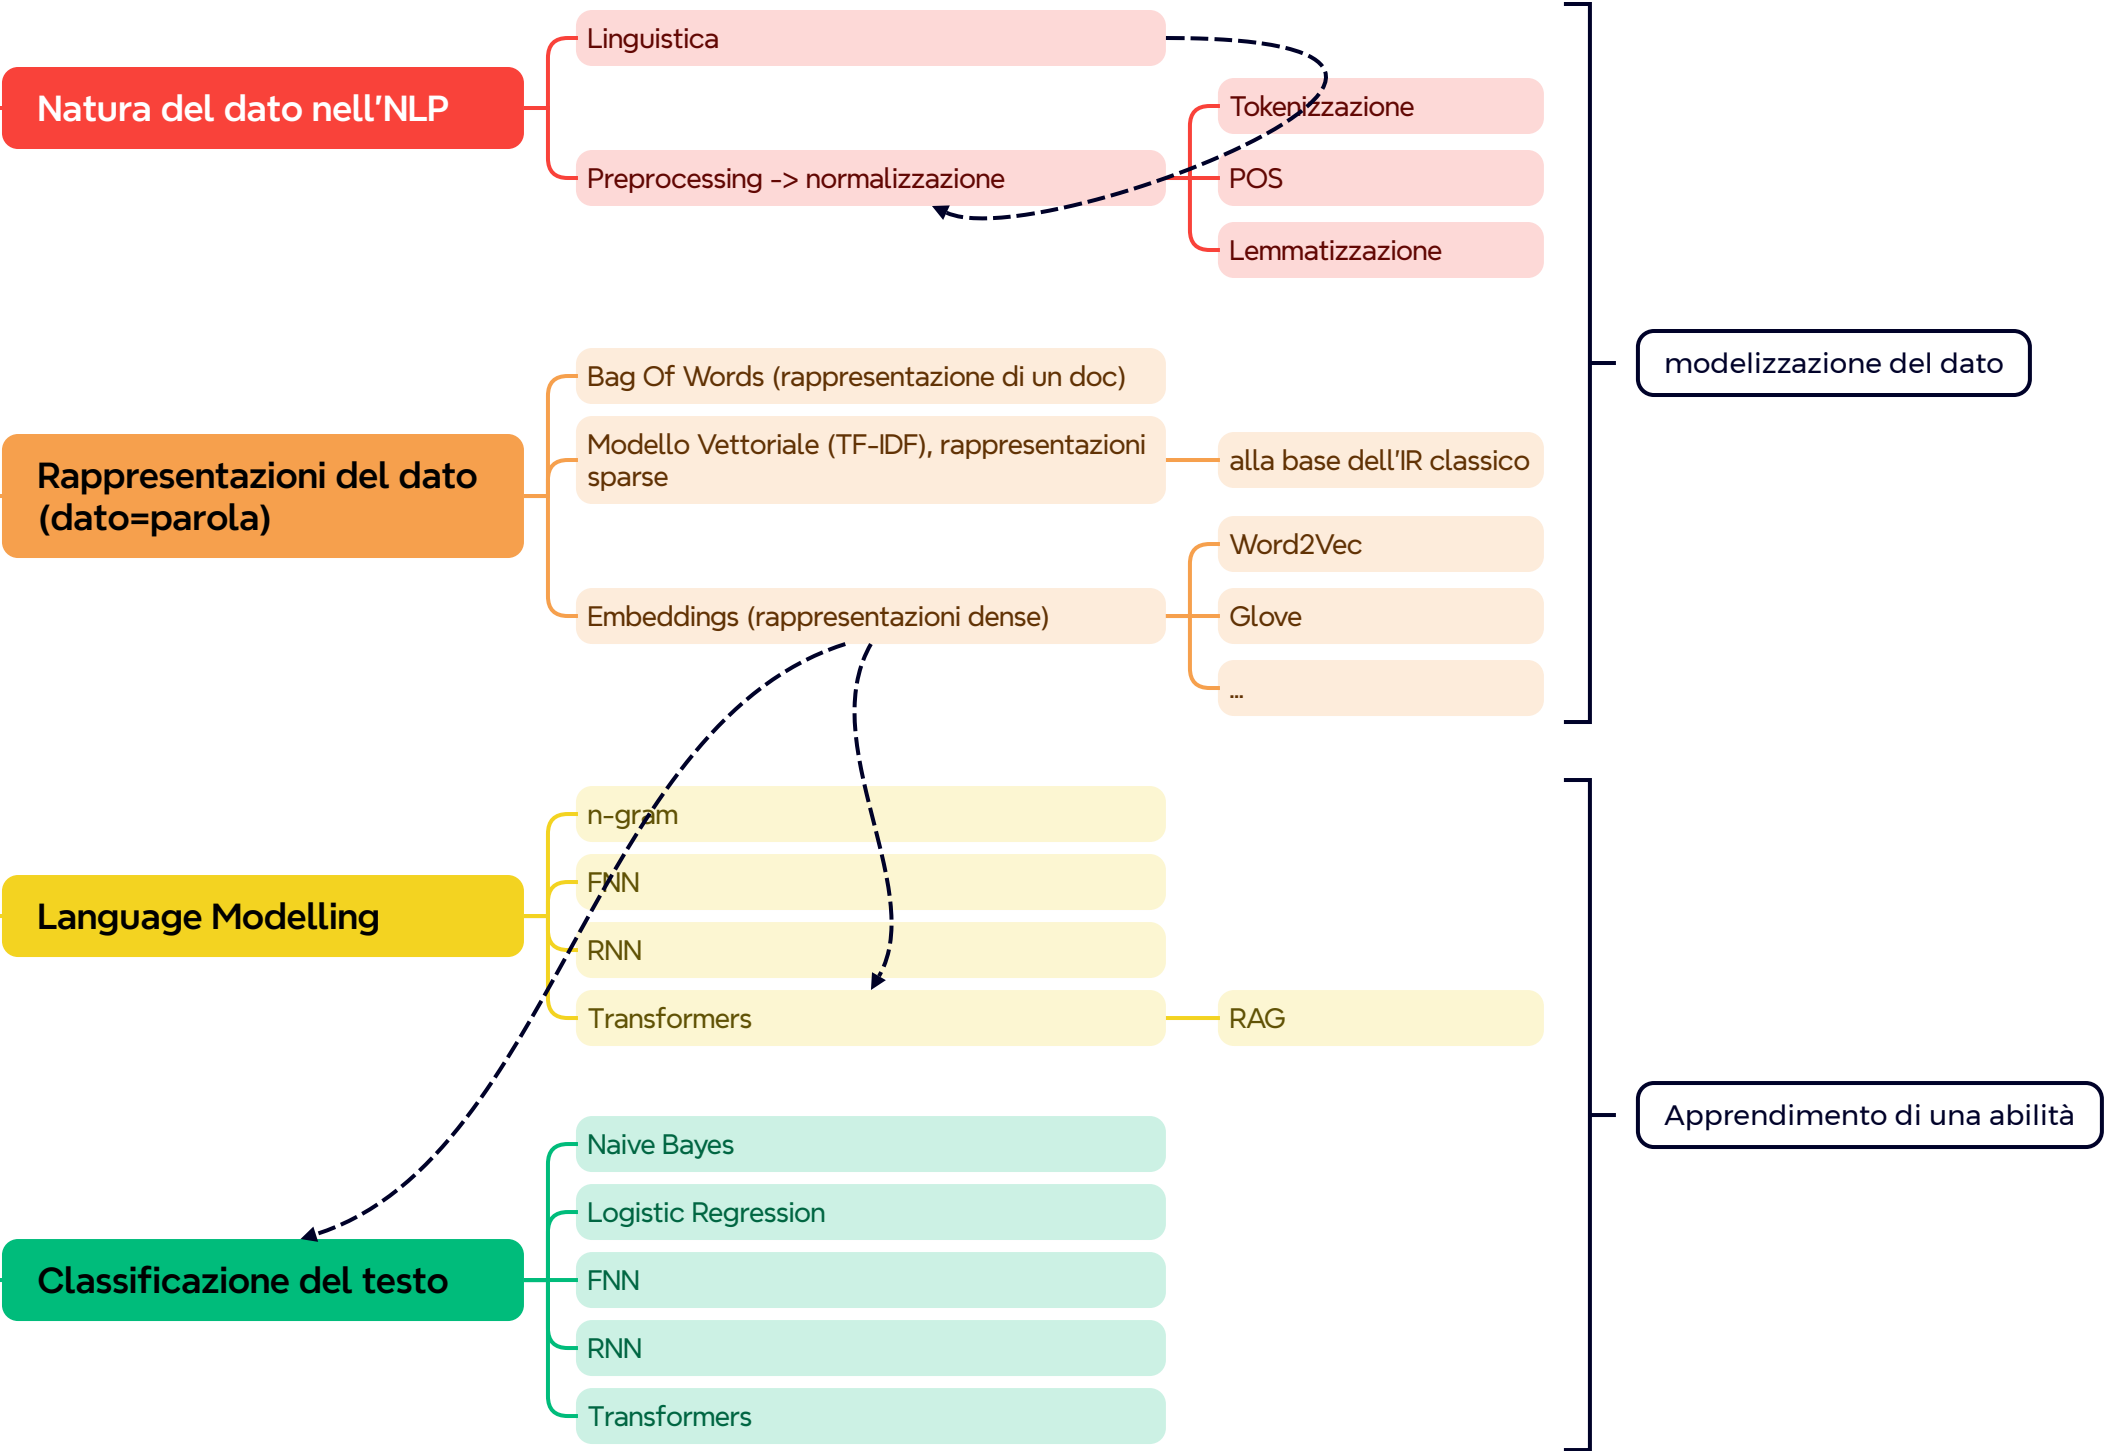 Natura del dato nell'NLP
Linguistica
Preprocessing -> normalizzazione
Tokenizzazione
POS
Lemmatizzazione
Rappresentazioni del dato
(dato=parola)
Bag Of Words (rappresentazione di un doc)
Modello Vettoriale (TF-IDF), rappresentazioni
sparse
alla base dell'IR classico
Embeddings (rappresentazioni dense)
Word2Vec
Glove
...
modelizzazione del dato
Language Modelling
n-gram
FNN
RNN
Transformers
RAG
Classificazione del testo
Naive Bayes
Logistic Regression
FNN
RNN
Transformers
Apprendimento di una abilità